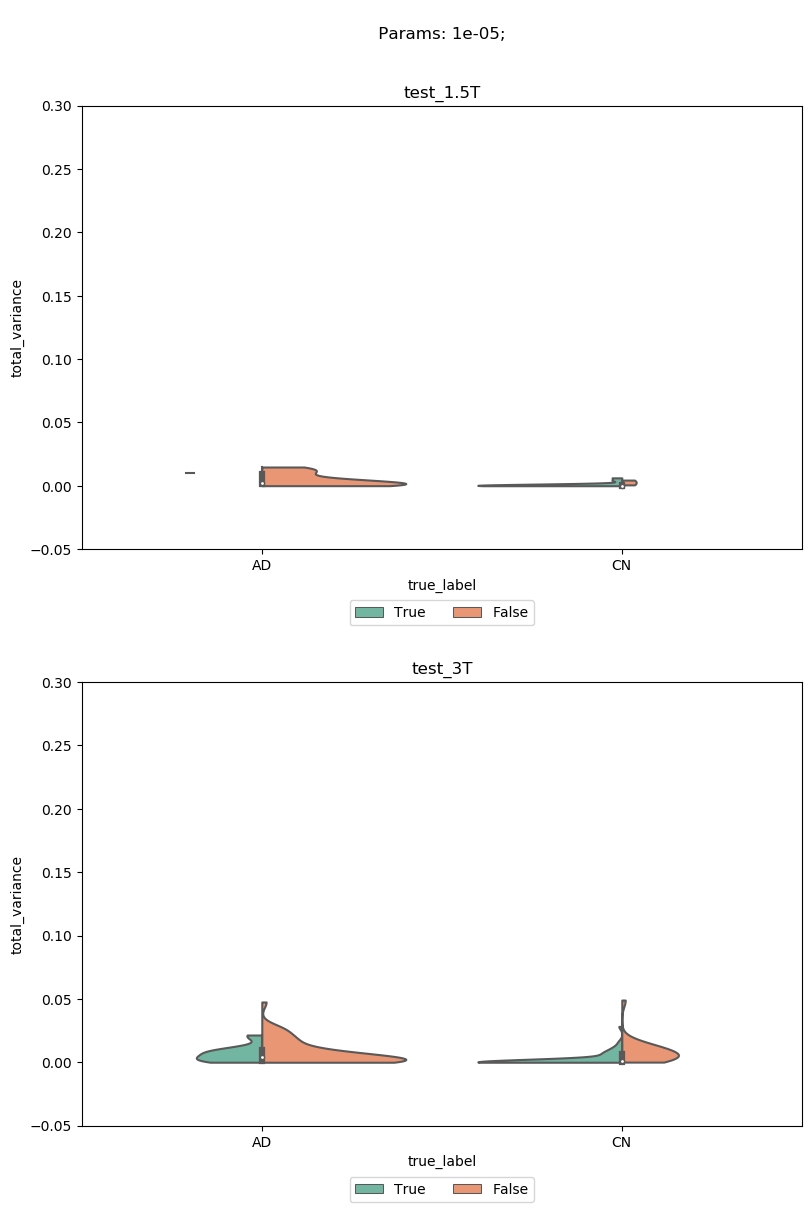 Params: 1e-05;
test_1.5T
0.30
0.25
0.20
0.15
0.10
0.05
0.00
−0.05
total_variance
AD CN
true_label
True False
test_3T
0.30
0.25
0.20
0.15
0.10
0.05
0.00
−0.05
total_variance
AD CN
true_label
True False